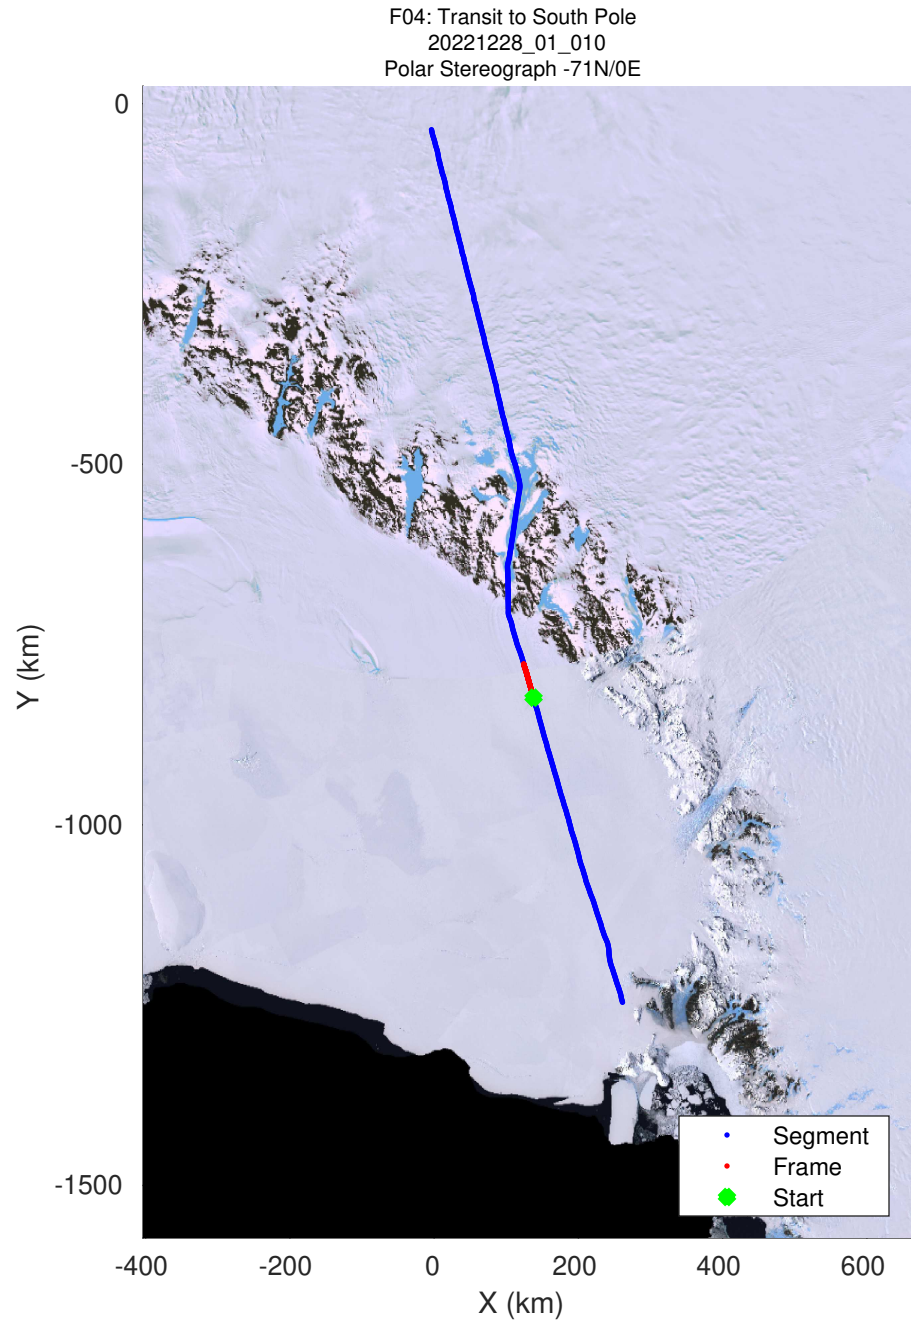 F04: Transit to South Pole
20221228_01_010
Polar Stereograph -71N/0E
0
-500
-1000
-1500
Y (km)
-400
-200
0
200
400
600
X (km)
Segment
Frame
Start